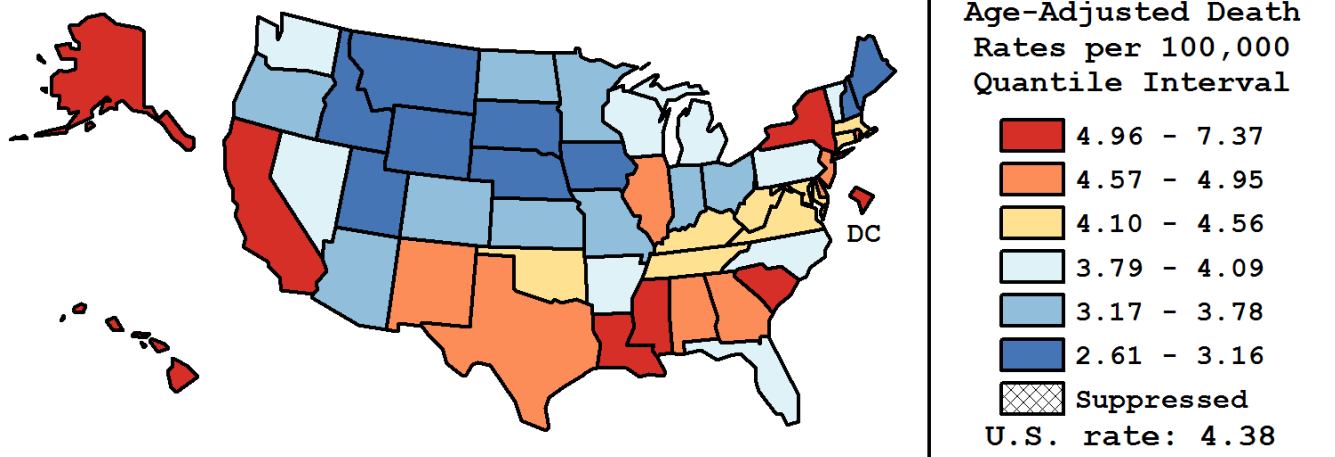 DC
Age-Adjusted Death
Rates per 100,000
Quantile Interval
4.96 - 7.37
4.57 - 4.95
4.10 - 4.56
3.79 - 4.09
3.17 - 3.78
2.61 - 3.16
Suppressed
U.S. rate: 4.38